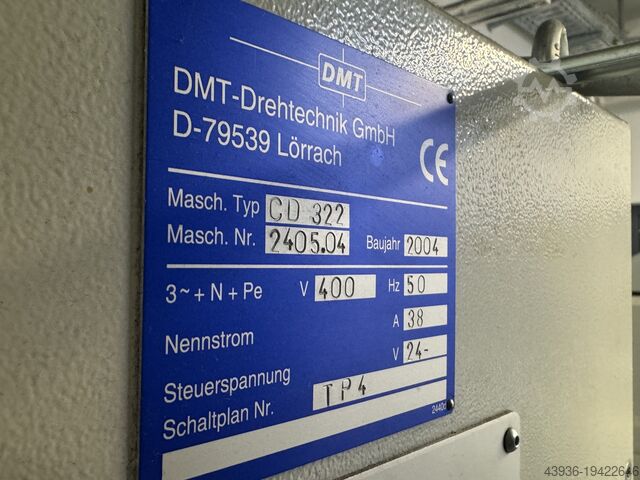 DMT
DMT-Drehtechnik GmbH
D-79539 Lörrach
CE
Masch. Typ CD 322
Masch. Nr. 2405.04 Baujahr 2004
3~ + N + Pe V 400 Hz 50
Nennstrom A 38
Steuerspannung V 24-
Schaltplan Nr. TP4
2440d
43936-19422646